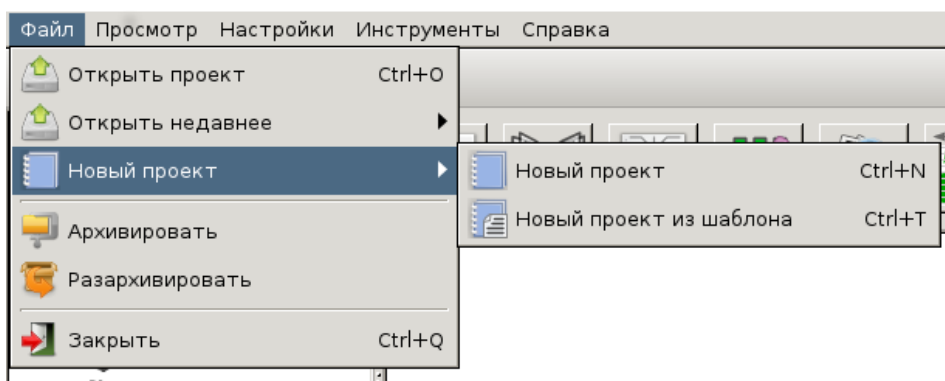 Файл Просмотр Настройки Инструменты Справка
Открыть проект Ctrl+O
Открыть недавнее
Новый проект
Новый проект Ctrl+N
Новый проект из шаблона Ctrl+T
Архивировать
Разархивировать
Закрыть Ctrl+Q